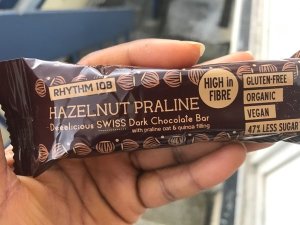 RHYTHM 108
HAZELNUT PRALINE
Deeelicious SWISS Dark Chocolate Bar
with praline oat & quinoa filling
HIGH in
FIBRE
GLUTEN-FREE
ORGANIC
VEGAN
47% LESS SUGAR